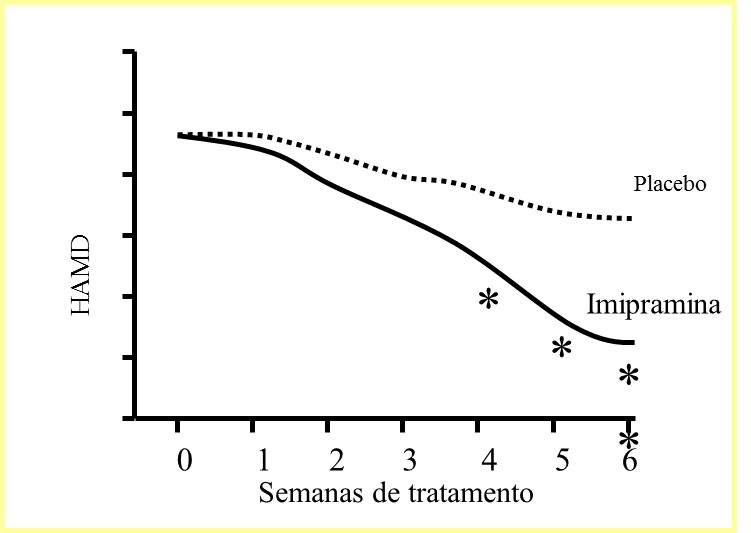 Placebo
HAMD
Imipramina
*
*
*
*
0 1 2 3 4 5 6
Semanas de tratamento